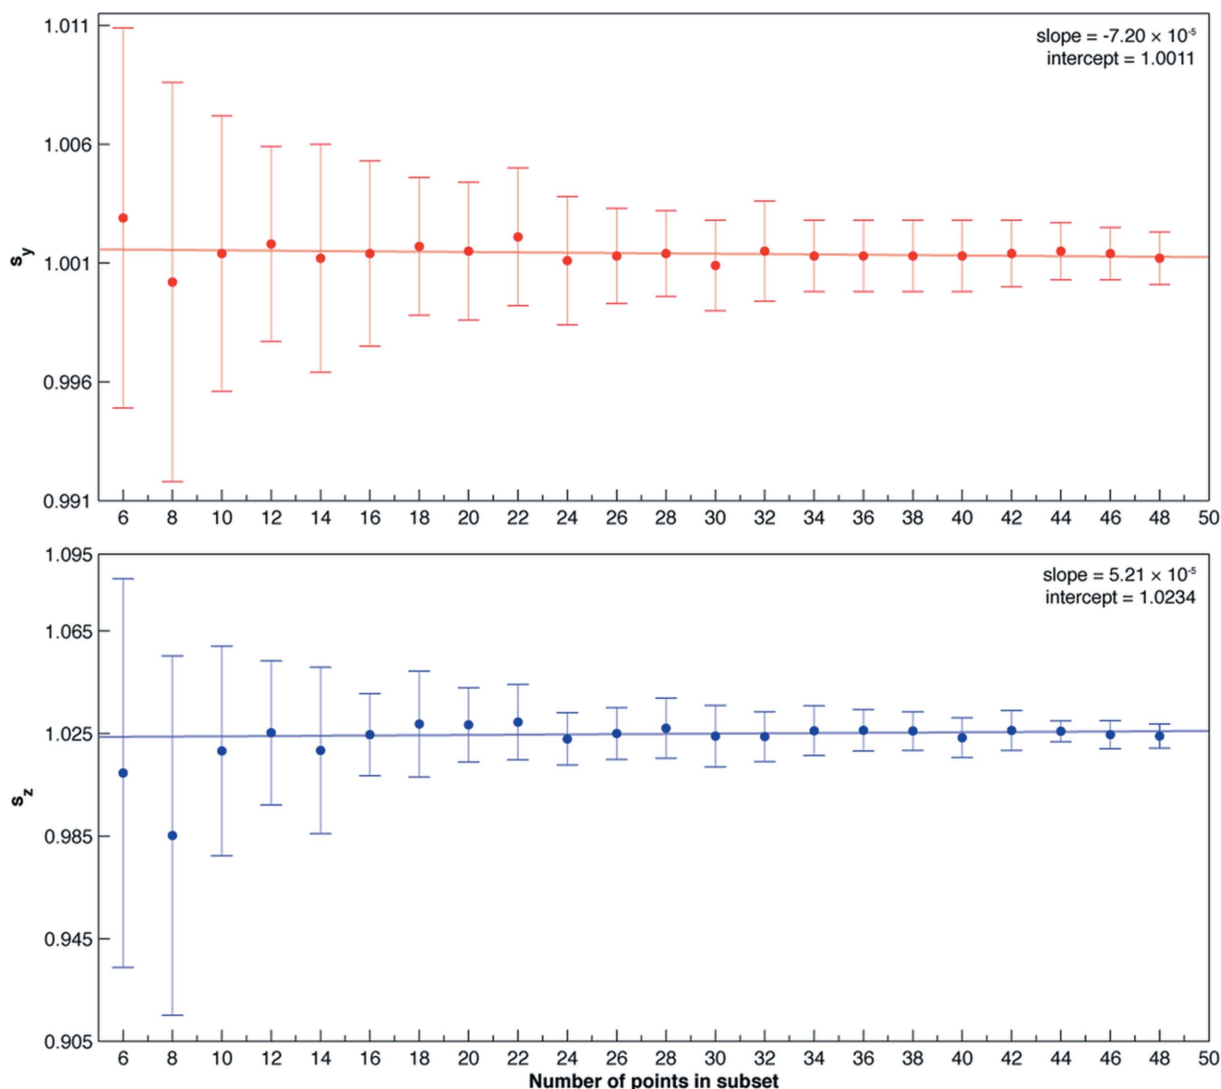 slope = -7.20 × 10⁻⁵
intercept = 1.0011
1.011
1.006
1.001
0.996
0.991
s_y
6 8 10 12 14 16 18 20 22 24 26 28 30 32 34 36 38 40 42 44 46 48 50
slope = 5.21 × 10⁻⁵
intercept = 1.0234
1.095
1.065
1.025
0.985
0.945
0.905
s_z
6 8 10 12 14 16 18 20 22 24 26 28 30 32 34 36 38 40 42 44 46 48 50
Number of points in subset